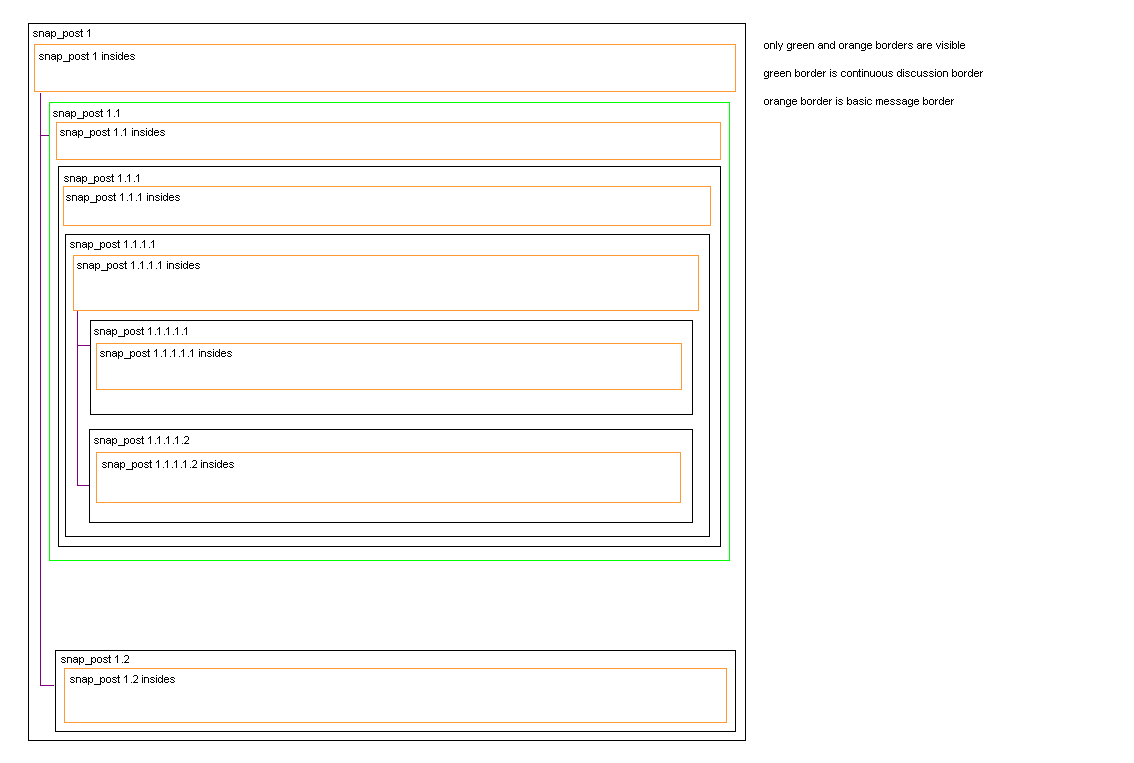 snap_post 1
snap_post 1 insides
only green and orange borders are visible
green border is continuous discussion border
orange border is basic message border
snap_post 1.1
snap_post 1.1 insides
snap_post 1.1.1
snap_post 1.1.1 insides
snap_post 1.1.1.1
snap_post 1.1.1.1 insides
snap_post 1.1.1.1.1
snap_post 1.1.1.1.1 insides
snap_post 1.1.1.1.2
snap_post 1.1.1.1.2 insides
snap_post 1.2
snap_post 1.2 insides